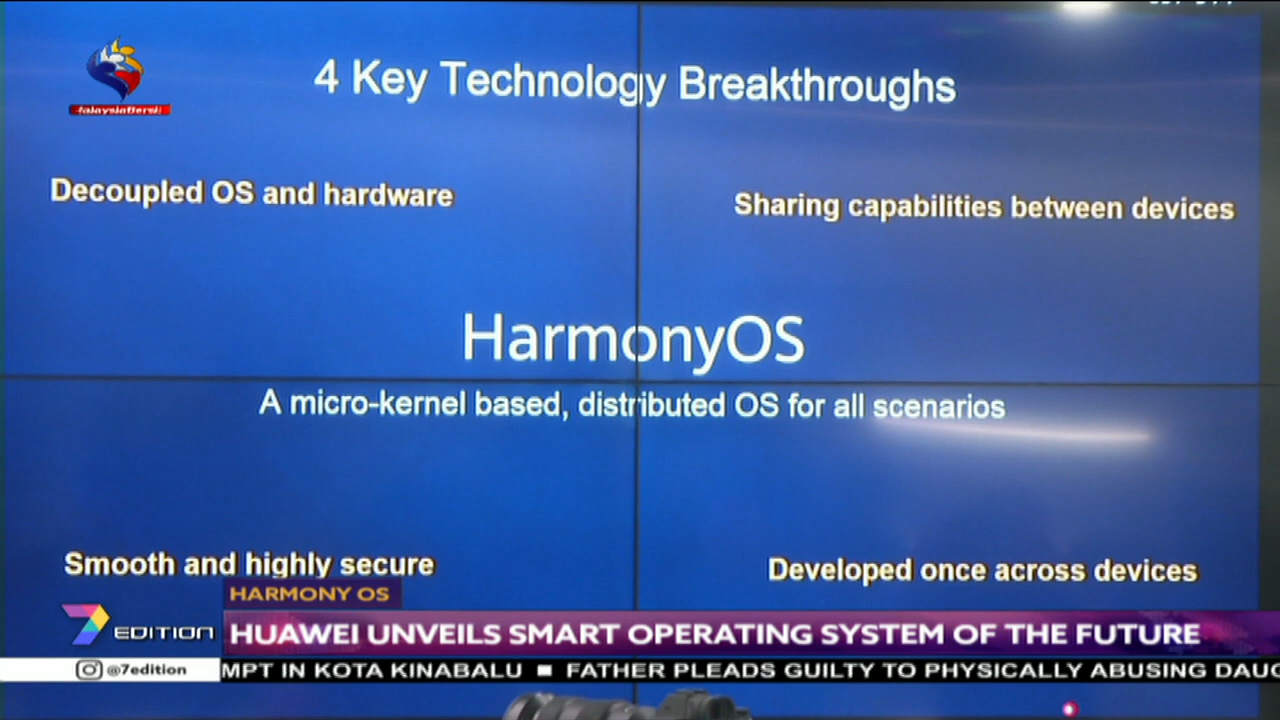 4 Key Technology Breakthroughs
Decoupled OS and hardware
Sharing capabilities between devices
HarmonyOS
A micro-kernel based, distributed OS for all scenarios
Smooth and highly secure
Developed once across devices
HARMONY OS
7 EDITION
HUAWEI UNVEILS SMART OPERATING SYSTEM OF THE FUTURE
@7edition
MPT IN KOTA KINABALU ■ FATHER PLEADS GUILTY TO PHYSICALLY ABUSING DAUG